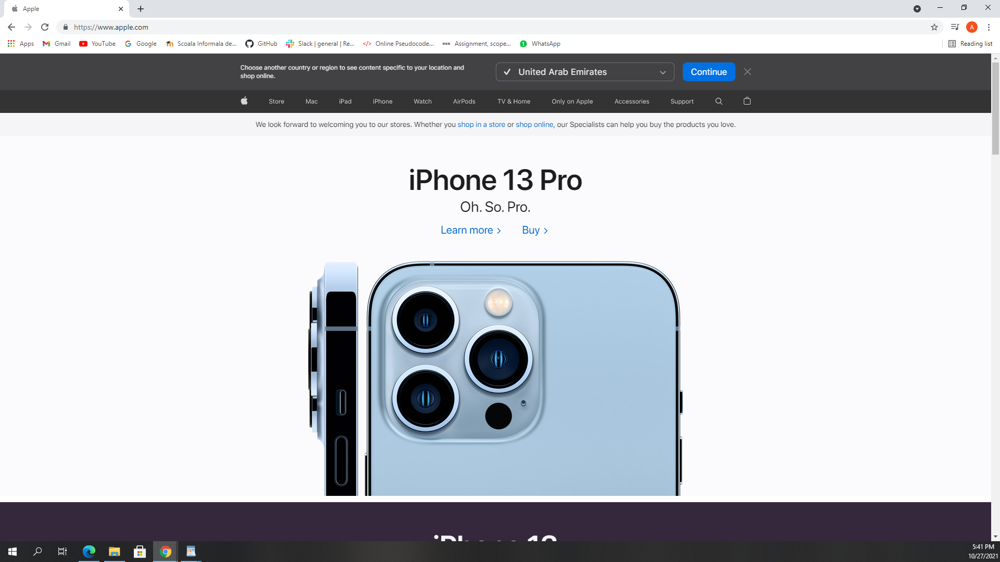 Apple
https://www.apple.com
A
Apps Gmail YouTube Google Scoala Informala de... GitHub Slack | general | Re... Online Pseudocode... Assignment, scope... 1 WhatsApp Reading list
Choose another country or region to see content specific to your location and
shop online.
United Arab Emirates
Continue
Store Mac iPad iPhone Watch AirPods TV & Home Only on Apple Accessories Support
We look forward to welcoming you to our stores. Whether you shop in a store or shop online, our Specialists can help you buy the products you love.
iPhone 13 Pro
Oh. So. Pro.
Learn more > Buy >
5:41 PM
10/27/2021